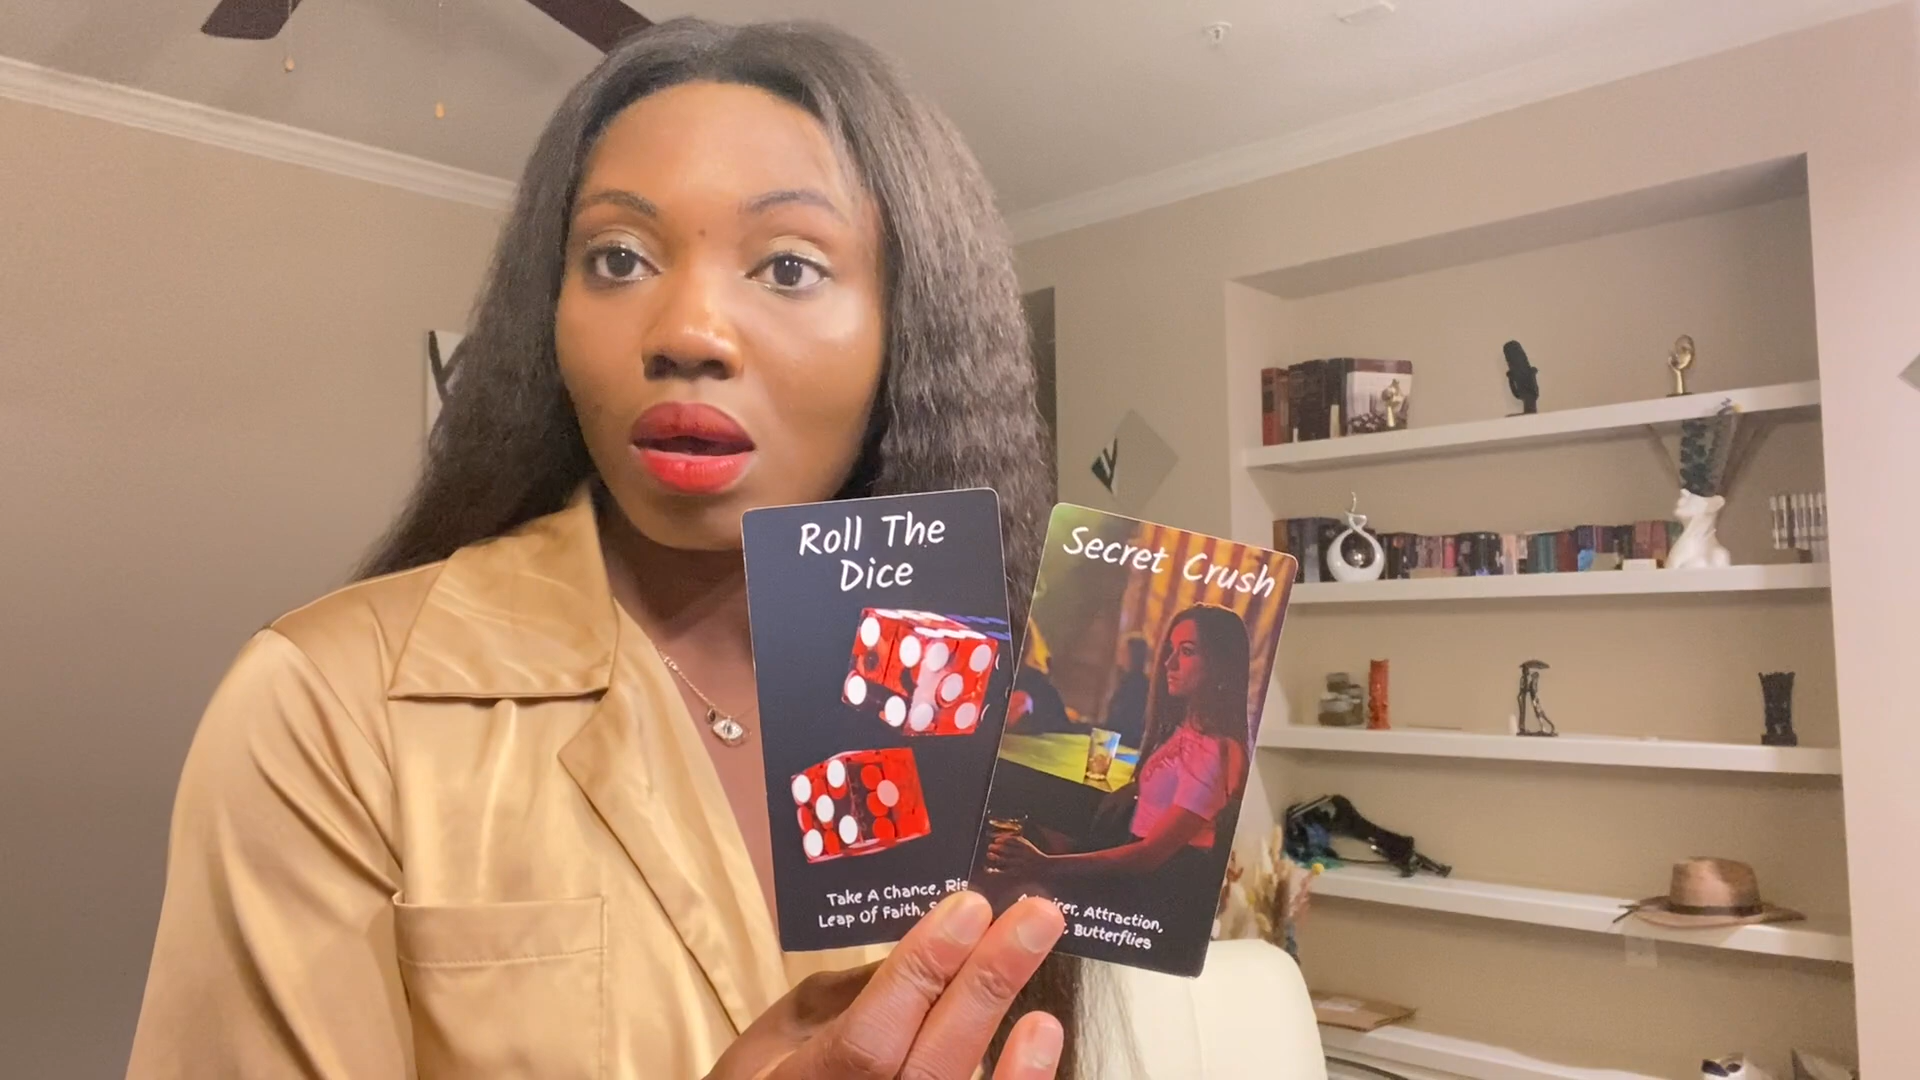 Roll The
Dice
Take A Chance,
Leap Of Faith,
Secret Crush
Attraction,
Butterflies